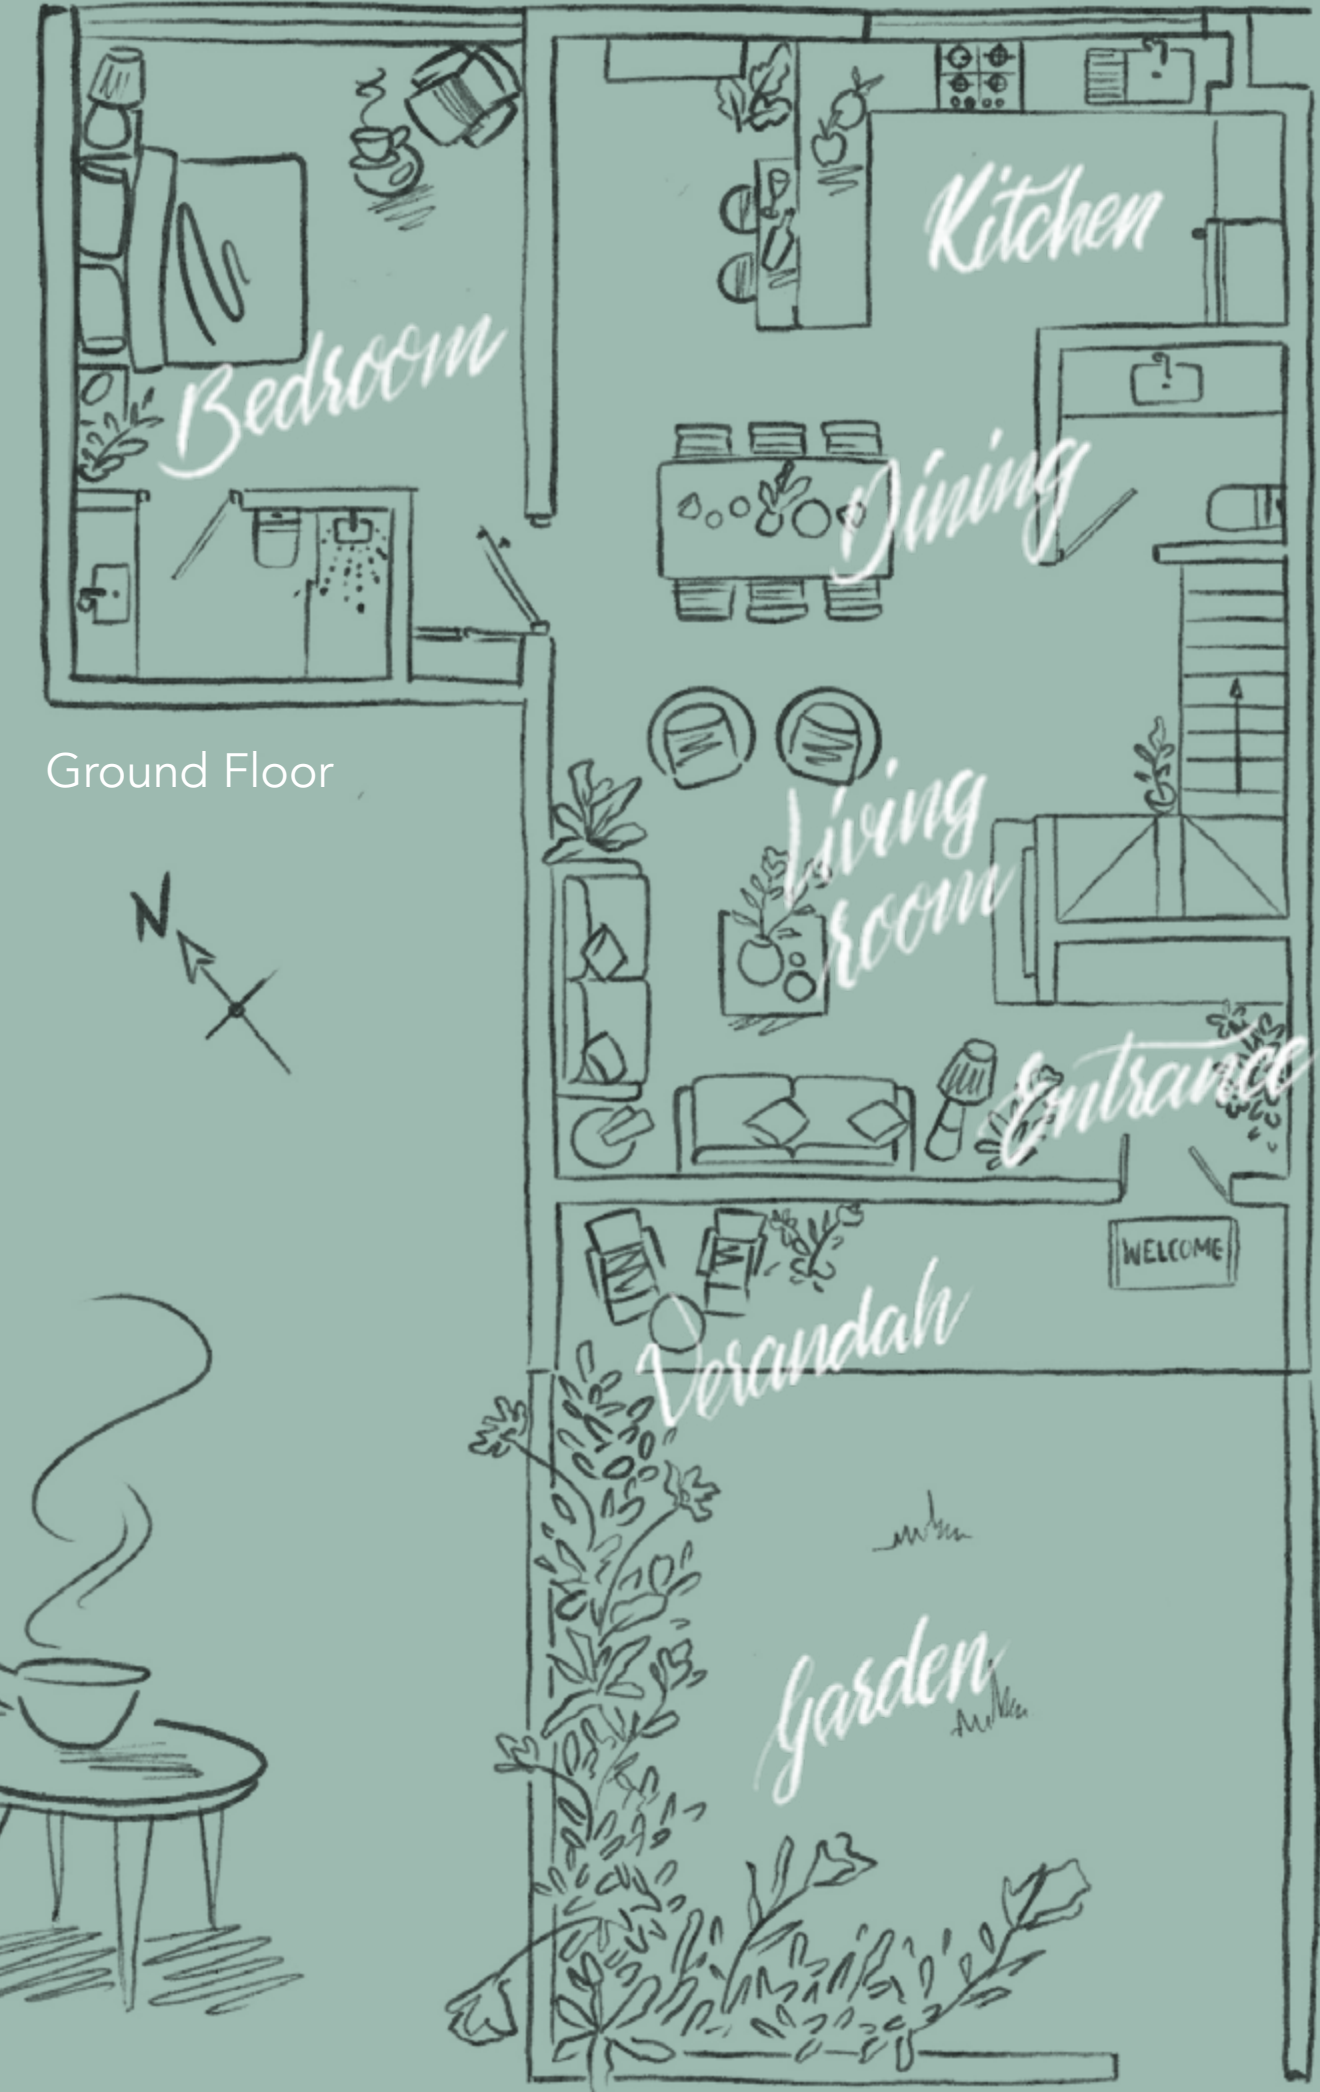 Kitchen
Bedroom
Dining
Ground Floor
Living
room
N
Entrance
WELCOME
Verandah
Garden